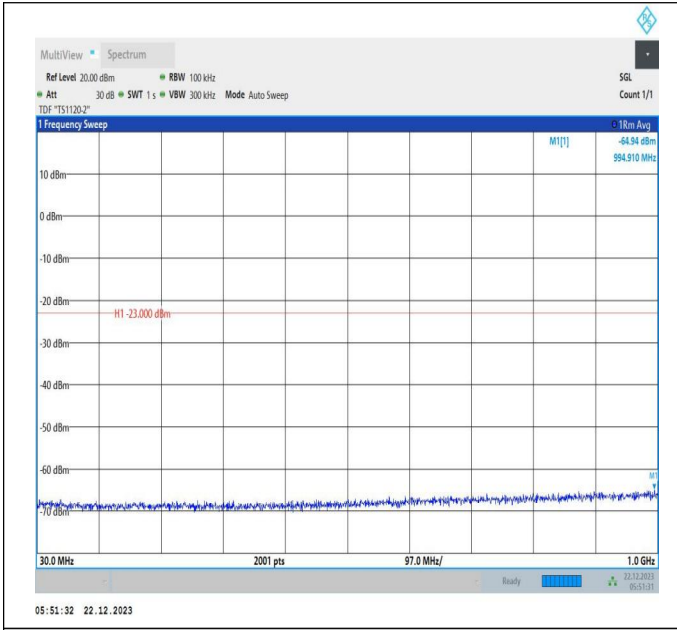 R S
MultiView Spectrum
Ref Level 20.00 dBm RBW 100 kHz SGL
Att 30 dB SWT 1 s VBW 300 kHz Mode Auto Sweep Count 1/1
TDF "TS1120-2"
1 Frequency Sweep 1Rm Avg
M1[1] -64.94 dBm
994.910 MHz
10 dBm
0 dBm
-10 dBm
-20 dBm
H1 -23.000 dBm
-30 dBm
-40 dBm
-50 dBm
-60 dBm
M1
-70 dBm
30.0 MHz 2001 pts 97.0 MHz/ 1.0 GHz
Ready 22.12.2023
05:51:31
05:51:32 22.12.2023